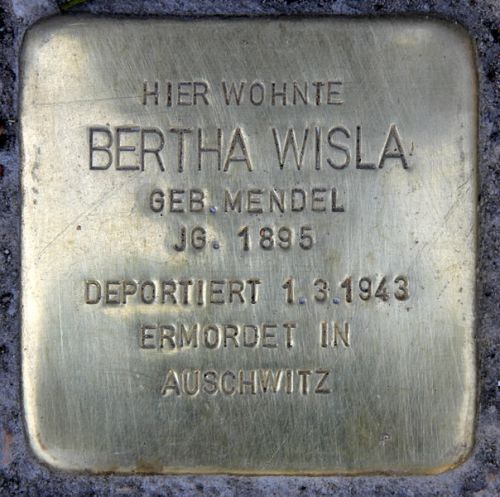 HIER WOHNTE
BERTHA WISLA
GEB. MENDEL
JG. 1895
DEPORTIERT 1.3.1943
ERMORDET IN
AUSCHWITZ